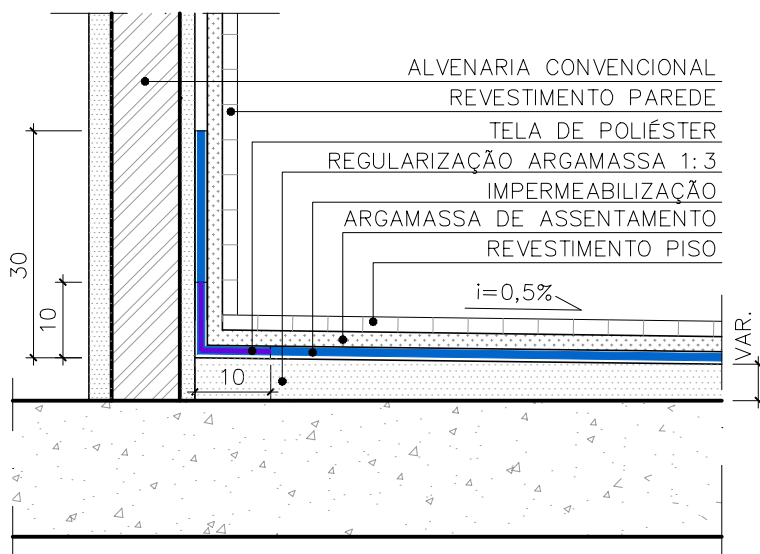 ALVENARIA CONVENCIONAL
REVESTIMENTO PAREDE
TELA DE POLIÉSTER
REGULARIZAÇÃO ARGAMASSA 1:3
IMPERMEABILIZAÇÃO
ARGAMASSA DE ASSENTAMENTO
REVESTIMENTO PISO
i=0,5%
30
10
10
VAR.